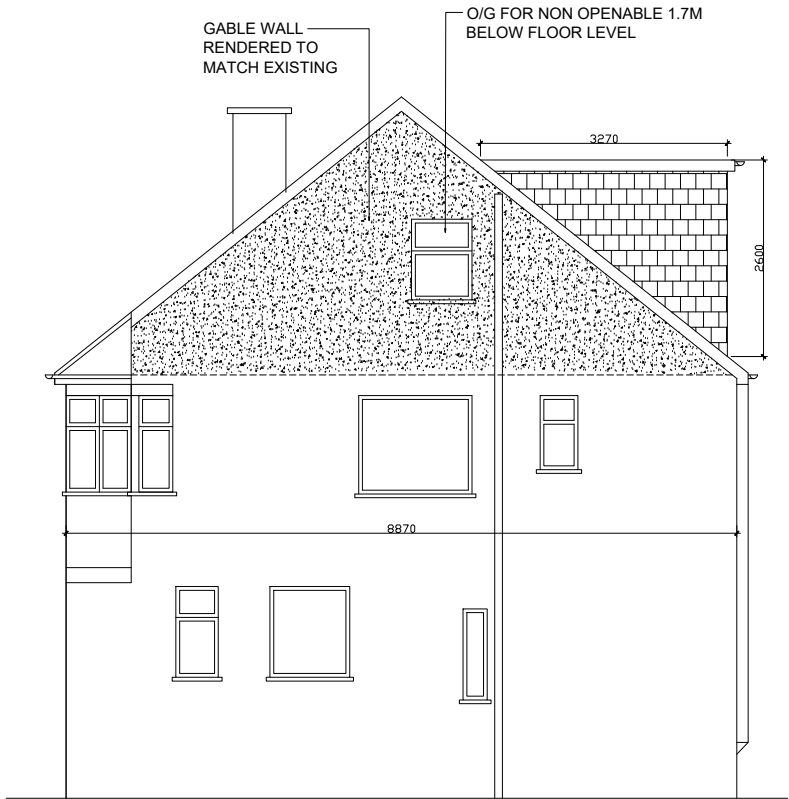 GABLE WALL
RENDERED TO
MATCH EXISTING
O/G FOR NON OPENABLE 1.7M
BELOW FLOOR LEVEL
3270
2600
8870